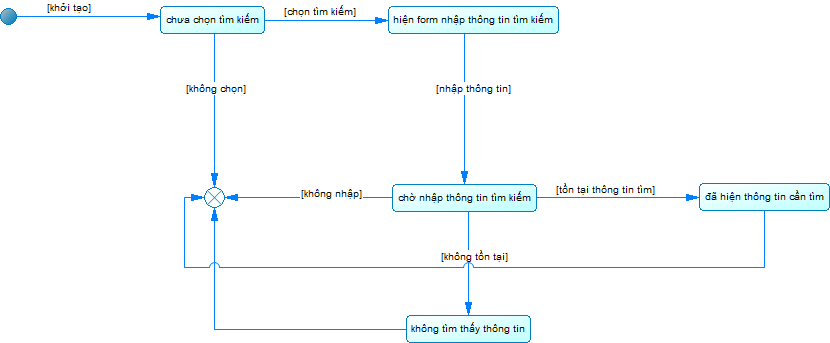 [khởi tạo]
chưa chọn tìm kiếm
[chọn tìm kiếm]
hiện form nhập thông tin tìm kiếm
[không chọn]
[nhập thông tin]
[không nhập]
chờ nhập thông tin tìm kiếm
[tồn tại thông tin tìm]
đã hiện thông tin cần tìm
[không tồn tại]
không tìm thấy thông tin